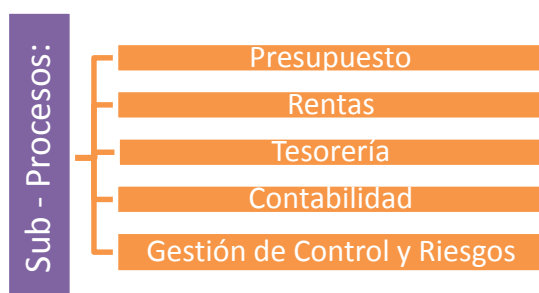 Sub - Procesos:
Presupuesto
Rentas
Tesorería
Contabilidad
Gestión de Control y Riesgos